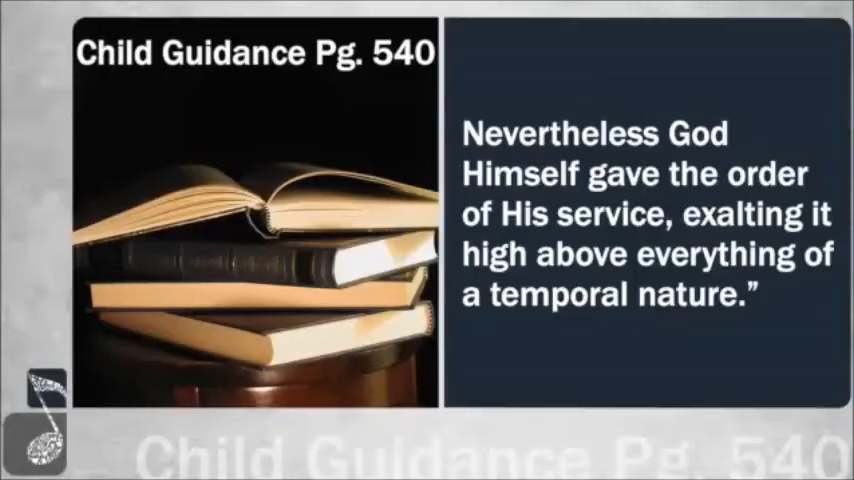 Child Guidance Pg. 540
Nevertheless God
Himself gave the order
of His service, exalting it
high above everything of
a temporal nature.”
Child Guidance Pg. 540